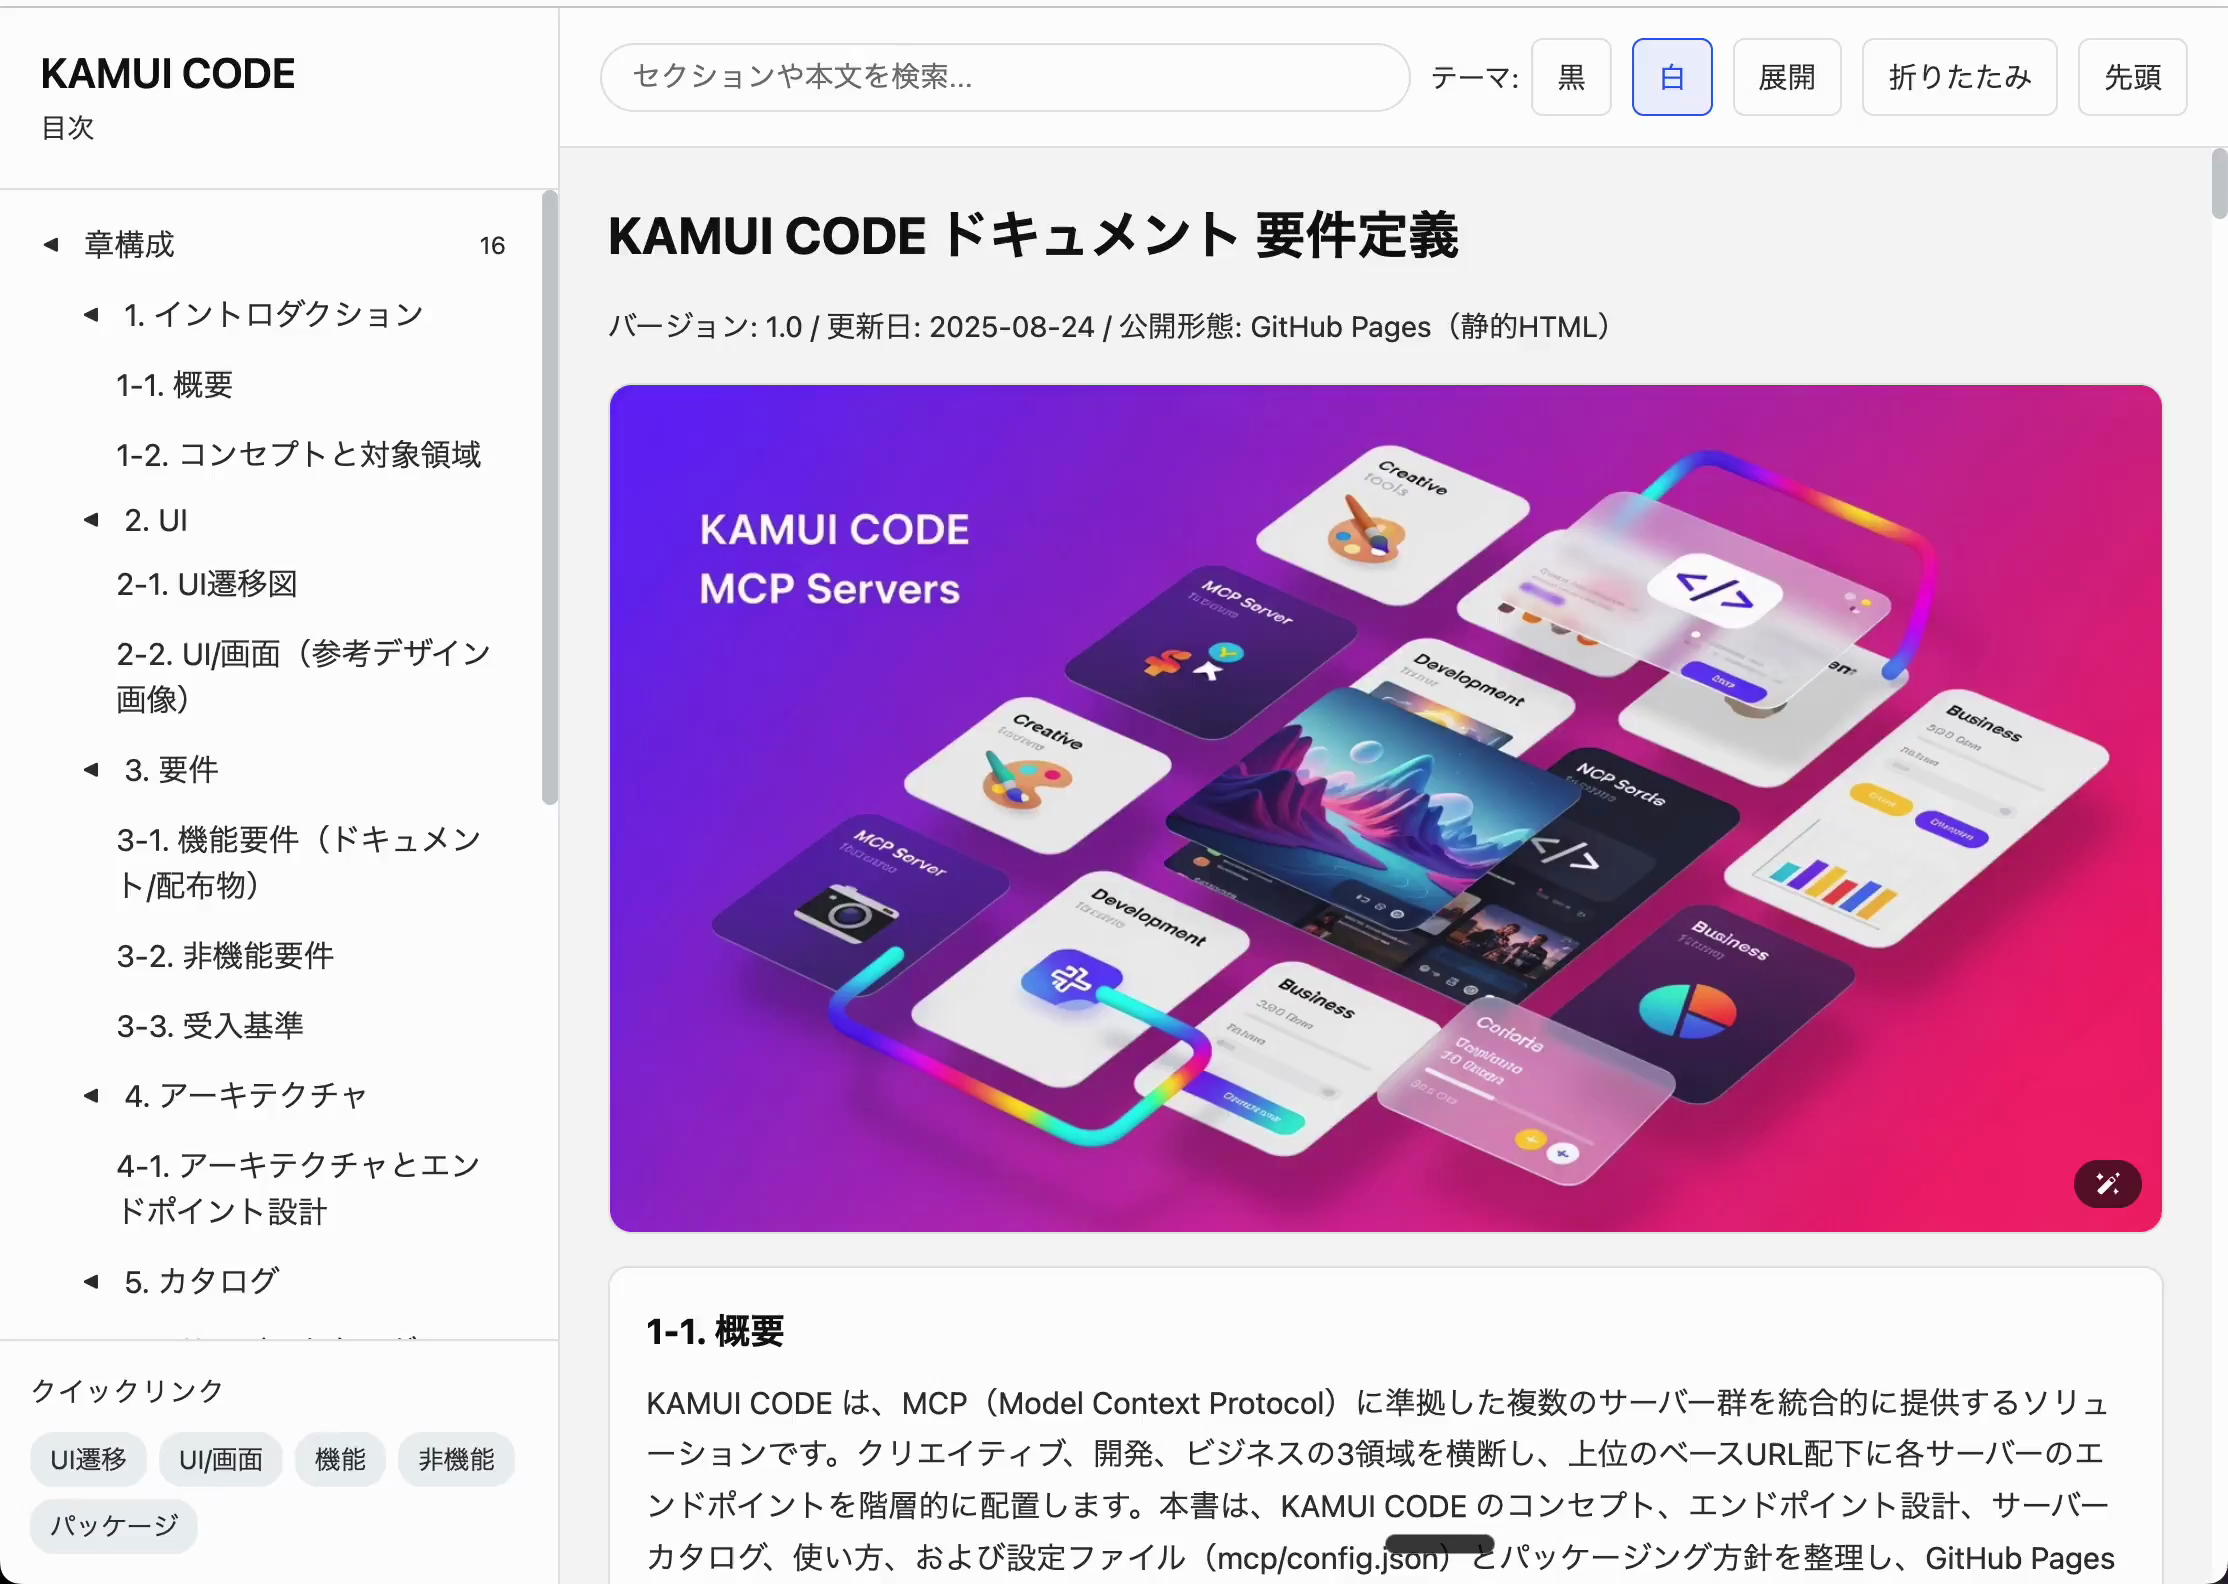 KAMUI CODE
目次
章構成 16
1. イントロダクション
1-1. 概要
1-2. コンセプトと対象領域
2. UI
2-1. UI遷移図
2-2. UI/画面（参考デザイン
画像）
3. 要件
3-1. 機能要件（ドキュメン
ト/配布物）
3-2. 非機能要件
3-3. 受入基準
4. アーキテクチャ
4-1. アーキテクチャとエン
ドポイント設計
5. カタログ
クイックリンク
UI遷移 UI/画面 機能 非機能
パッケージ
セクションや本文を検索... テーマ: 黒 白 展開 折りたたみ 先頭
KAMUI CODE ドキュメント 要件定義
バージョン: 1.0 / 更新日: 2025-08-24 / 公開形態: GitHub Pages（静的HTML）
KAMUI CODE
MCP Servers
Creative
tools
</>
MCP Server
Development
Creative
Business
NCP Sords
</>
MCP Server
Development
Business
Business
1-1. 概要
KAMUI CODE は、MCP（Model Context Protocol）に準拠した複数のサーバー群を統合的に提供するソリュ
ーションです。クリエイティブ、開発、ビジネスの3領域を横断し、上位のベースURL配下に各サーバーのエ
ンドポイントを階層的に配置します。本書は、KAMUI CODE のコンセプト、エンドポイント設計、サーバー
カタログ、使い方、および設定ファイル（mcp/config.json）とパッケージング方針を整理し、GitHub Pages